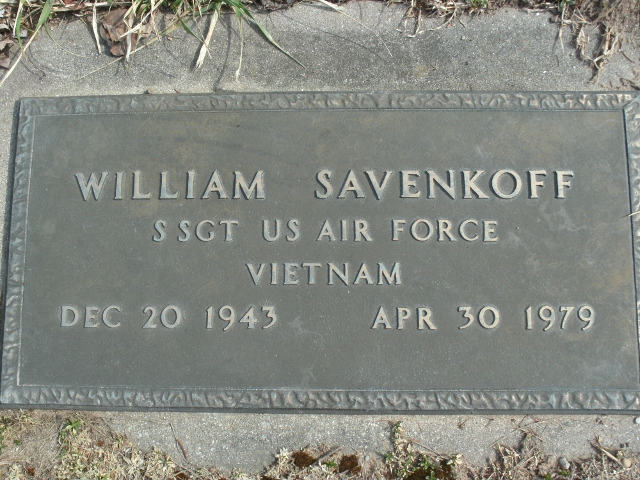 WILLIAM SAVENKOFF
S SGT US AIR FORCE
VIETNAM
DEC 20 1943 APR 30 1979